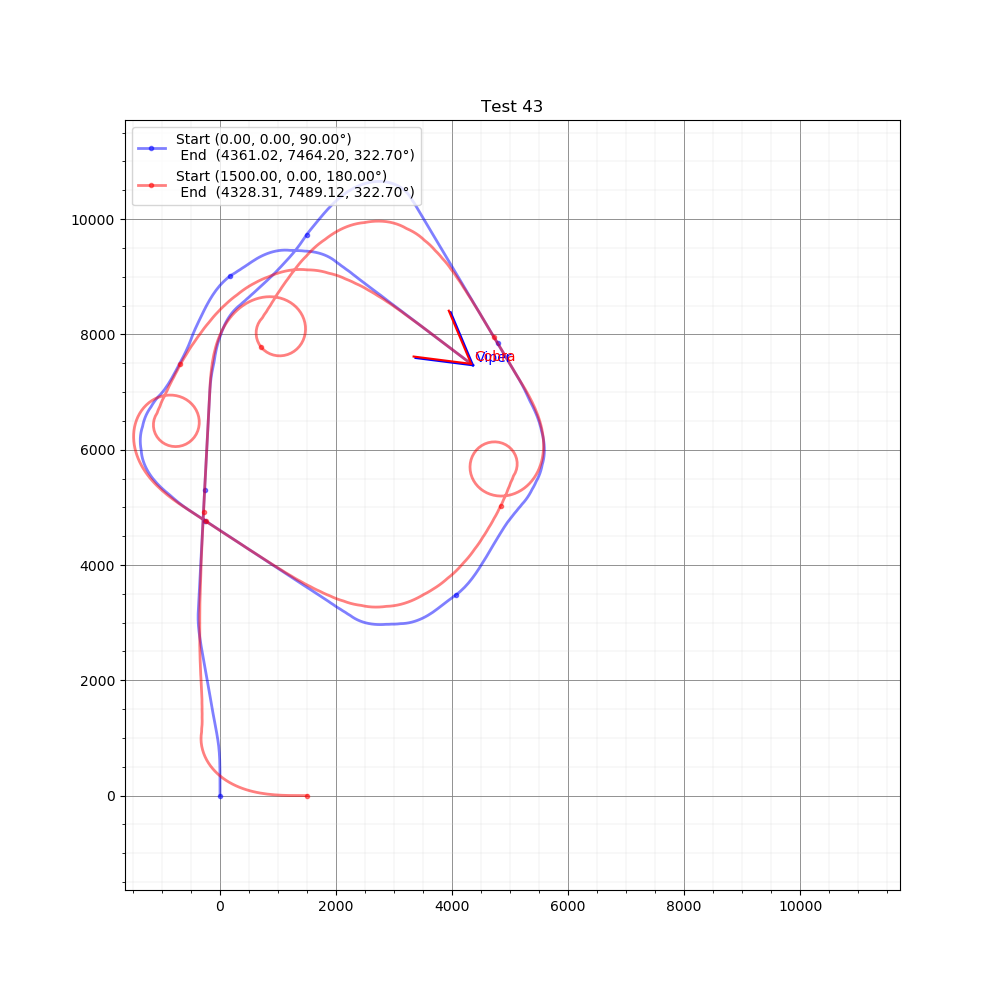 Test 43
Start (0.00, 0.00, 90.00°)
End (4361.02, 7464.20, 322.70°)
Start (1500.00, 0.00, 180.00°)
End (4328.31, 7489.12, 322.70°)
10000
8000
6000
4000
2000
0
Cobra
Viper
0 2000 4000 6000 8000 10000